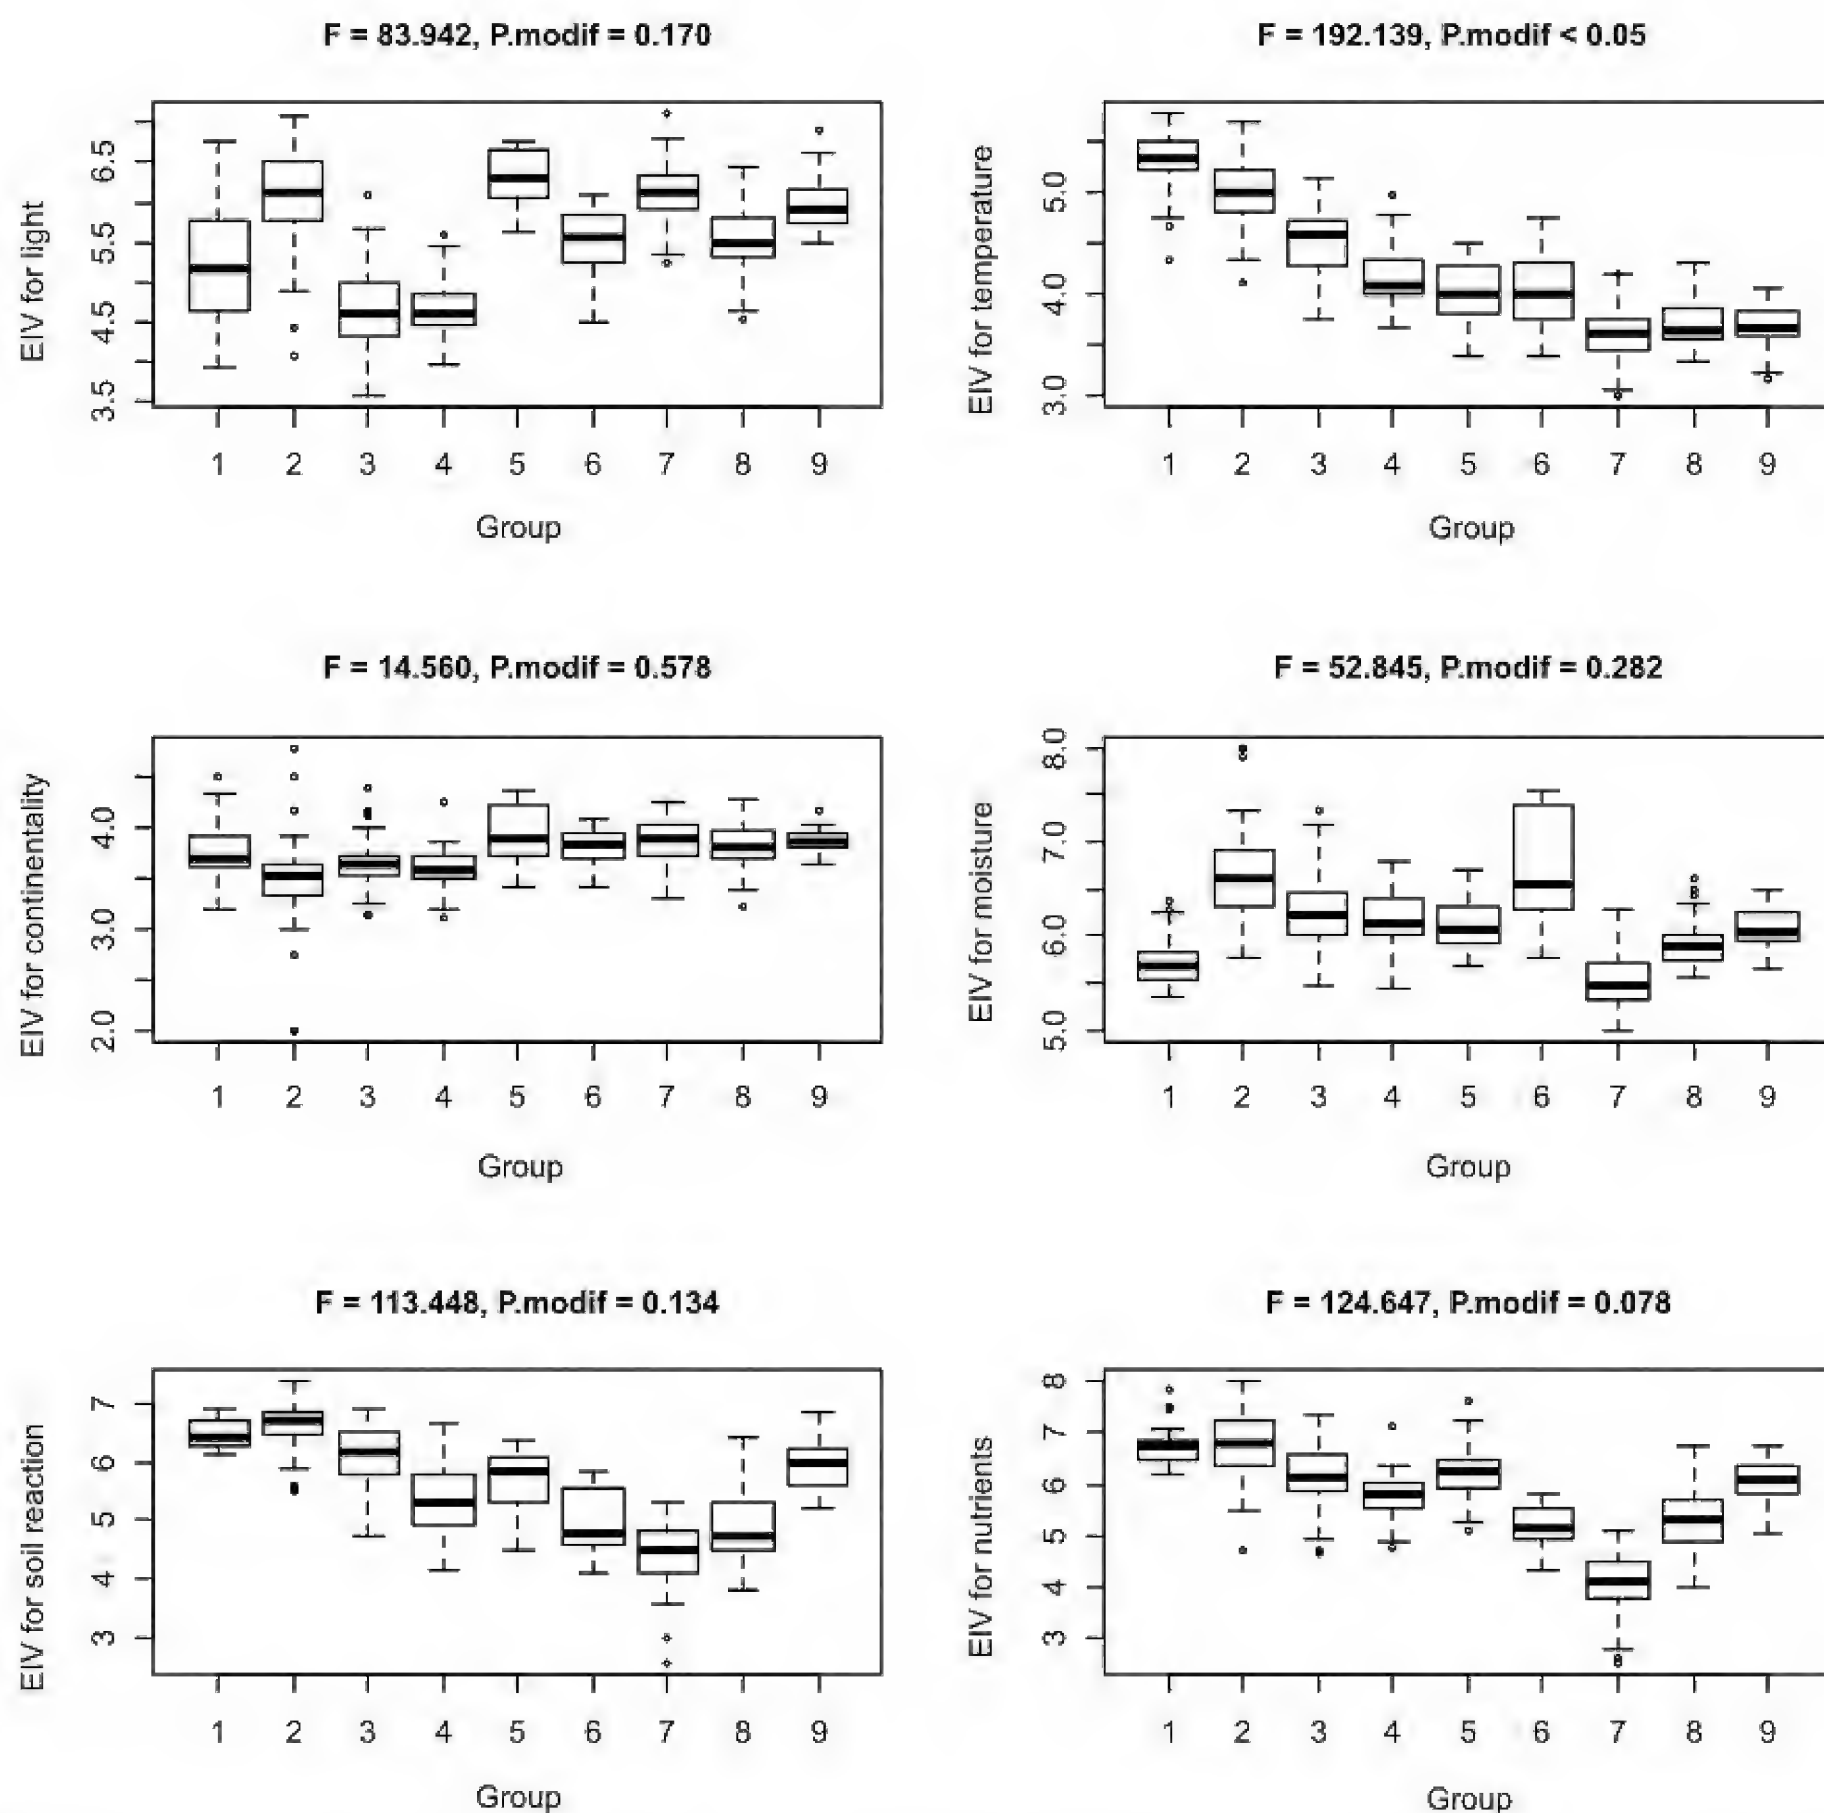 F = 83.942, P.modif = 0.170
EIV for light
6.5
5.5
4.5
3.5
1 2 3 4 5 6 7 8 9
Group
F = 192.139, P.modif < 0.05
EIV for temperature
5.0
4.0
3.0
1 2 3 4 5 6 7 8 9
Group
F = 14.560, P.modif = 0.578
EIV for continentality
4.0
3.0
2.0
1 2 3 4 5 6 7 8 9
Group
F = 52.845, P.modif = 0.282
EIV for moisture
8.0
7.0
6.0
5.0
1 2 3 4 5 6 7 8 9
Group
F = 113.448, P.modif = 0.134
EIV for soil reaction
7
6
5
4
3
1 2 3 4 5 6 7 8 9
Group
F = 124.647, P.modif = 0.078
EIV for nutrients
8
7
6
5
4
3
1 2 3 4 5 6 7 8 9
Group